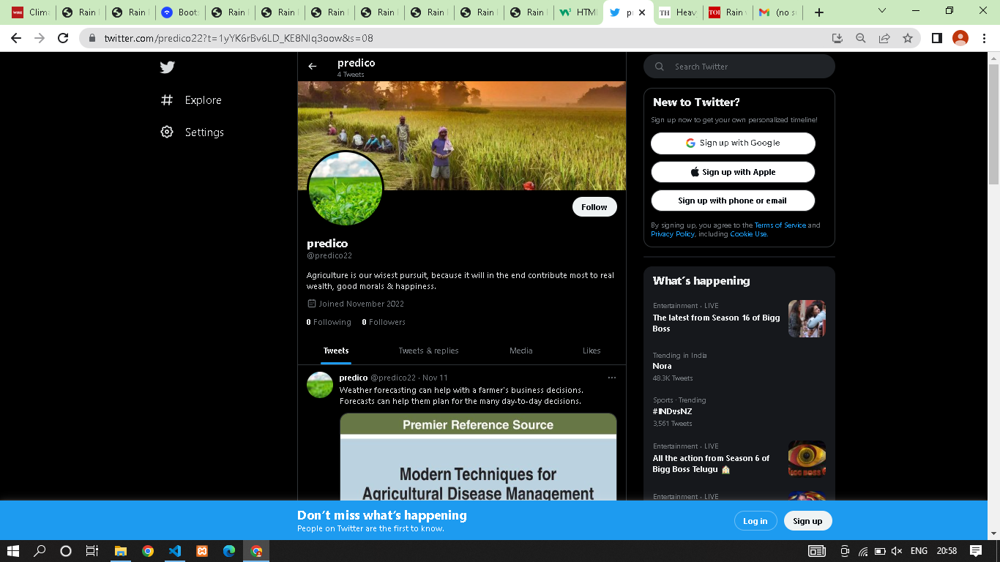 WIRE
Clima
Rain
Rain
Boots
Rain
Rain
Rain
Rain
Rain
Rain
Rain
HTML
pr
TH
Heav
TOI
Rain
(no su
twitter.com/predico22?t=1yYK6rBv6LD_KE8NIq3oow&s=08
Explore
Settings
predico
4 Tweets
Follow
predico
@predico22
Agriculture is our wisest pursuit, because it will in the end contribute most to real
wealth, good morals & happiness.
Joined November 2022
0 Following 0 Followers
Tweets Tweets & replies Media Likes
predico @predico22 · Nov 11
Weather forecasting can help with a farmer's business decisions.
Forecasts can help them plan for the many day-to-day decisions.
Premier Reference Source
Modern Techniques for
Agricultural Disease Management
Search Twitter
New to Twitter?
Sign up now to get your own personalized timeline!
Sign up with Google
Sign up with Apple
Sign up with phone or email
By signing up, you agree to the Terms of Service and
Privacy Policy, including Cookie Use.
What's happening
Entertainment · LIVE
The latest from Season 16 of Bigg
Boss
Trending in India
Nora
48.3K Tweets
Sports · Trending
#INDvsNZ
3,561 Tweets
Entertainment · LIVE
All the action from Season 6 of
Bigg Boss Telugu
Entertainment · LIVE
Don't miss what's happening
People on Twitter are the first to know.
Log in
Sign up
ENG 20:58